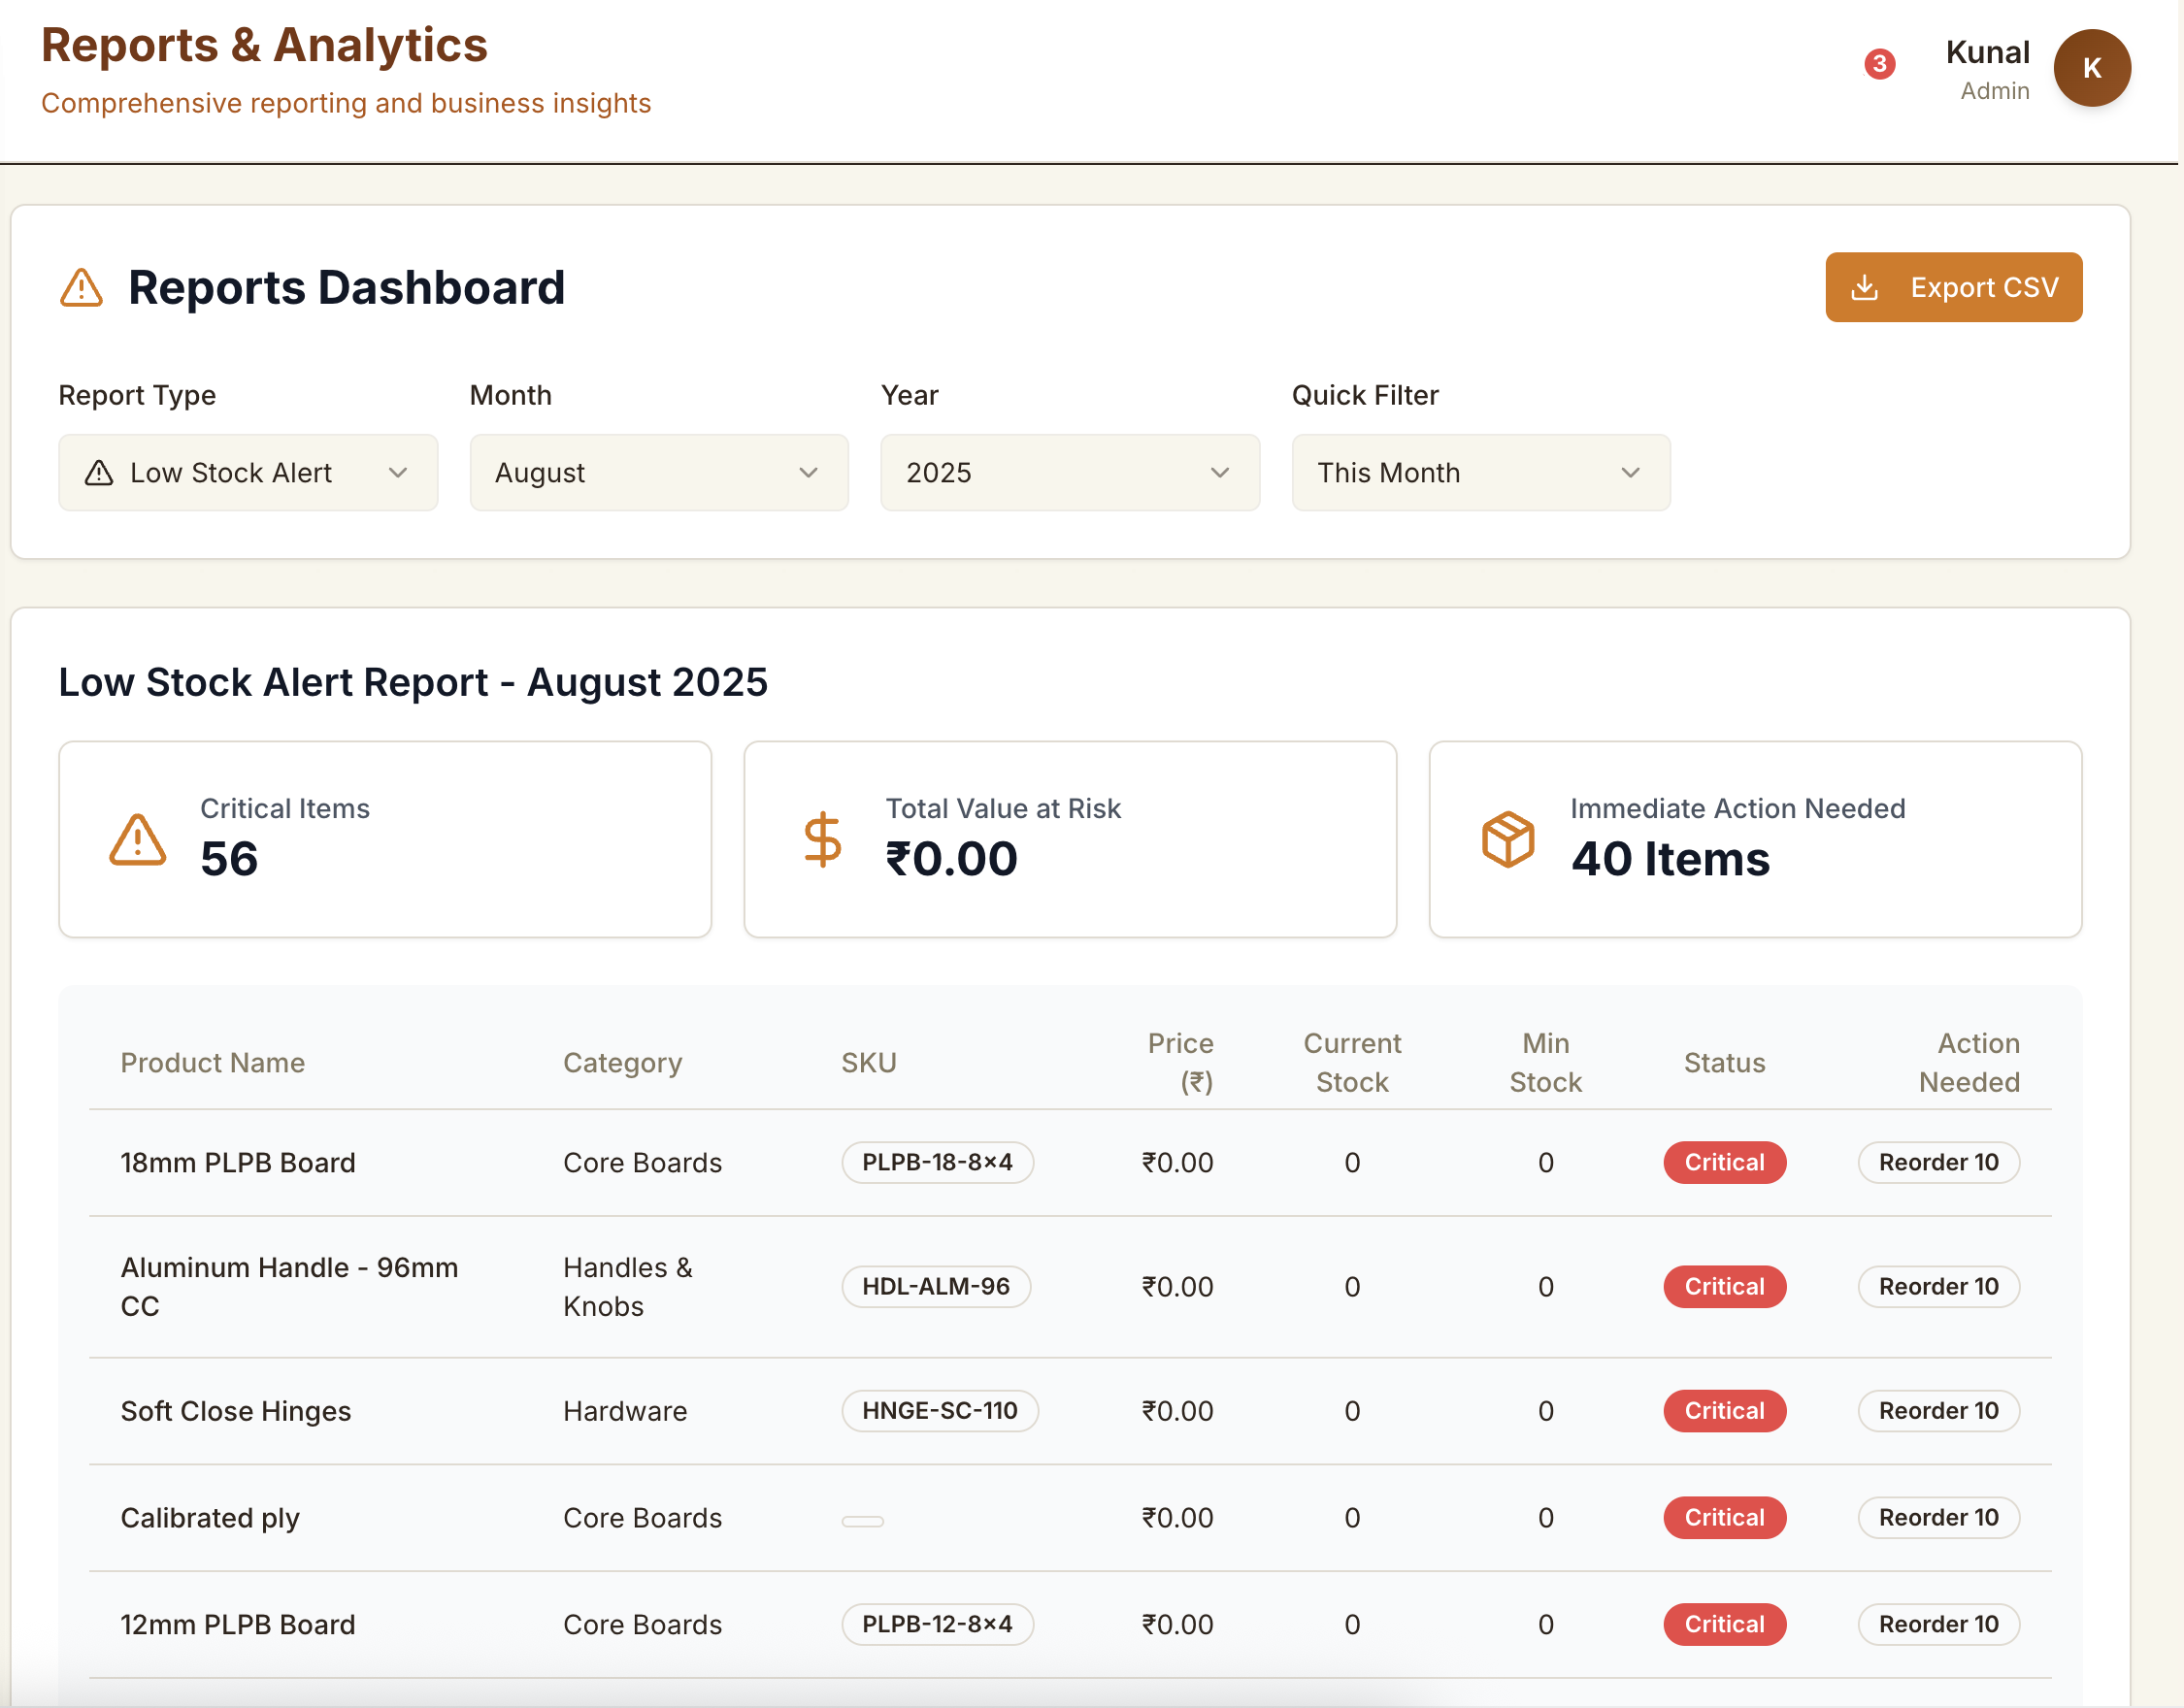 Reports & Analytics
Comprehensive reporting and business insights
3
Kunal
Admin
K
Reports Dashboard
Export CSV
Report Type
Month
Year
Quick Filter
Low Stock Alert
August
2025
This Month
Low Stock Alert Report - August 2025
Critical Items
56
Total Value at Risk
₹0.00
Immediate Action Needed
40 Items
Product Name Category SKU Price (₹) Current Stock Min Stock Status Action Needed
18mm PLPB Board Core Boards PLPB-18-8x4 ₹0.00 0 0 Critical Reorder 10
Aluminum Handle - 96mm CC Handles & Knobs HDL-ALM-96 ₹0.00 0 0 Critical Reorder 10
Soft Close Hinges Hardware HNGE-SC-110 ₹0.00 0 0 Critical Reorder 10
Calibrated ply Core Boards ₹0.00 0 0 Critical Reorder 10
12mm PLPB Board Core Boards PLPB-12-8x4 ₹0.00 0 0 Critical Reorder 10